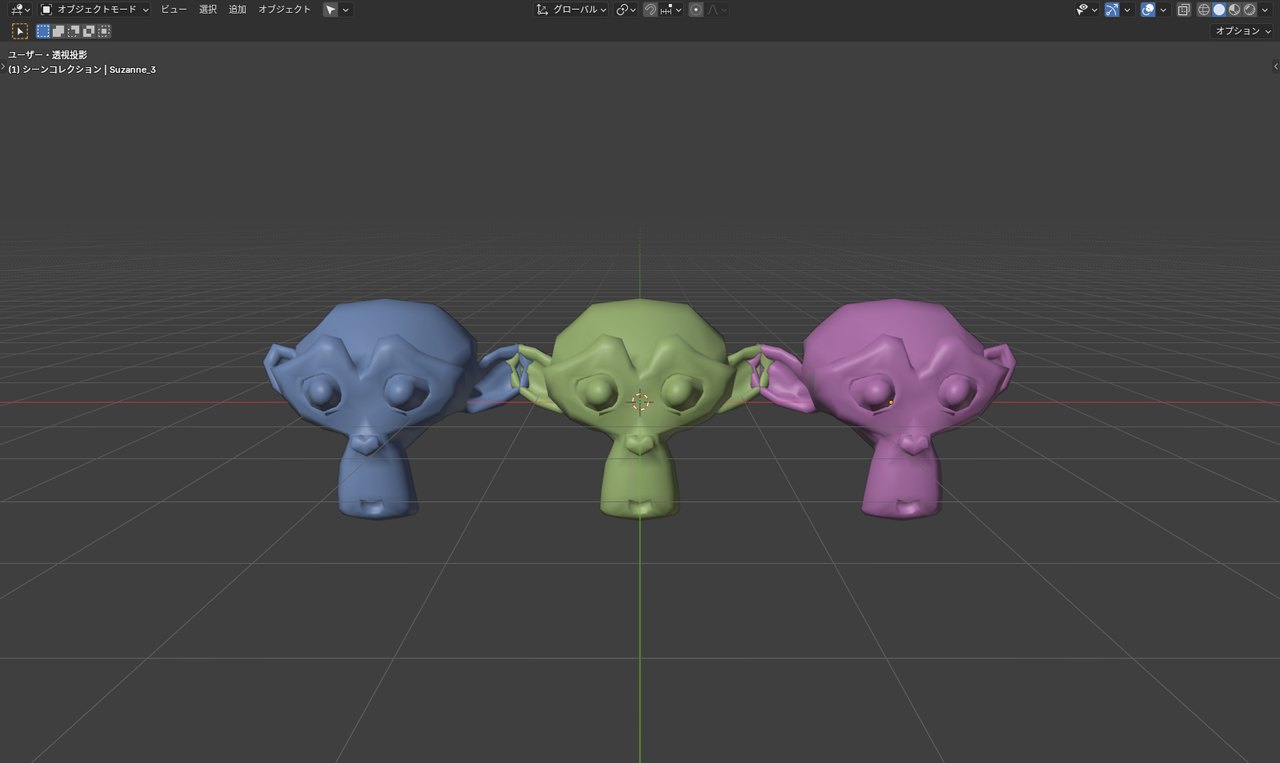 オブジェクトモード ビュー 選択 追加 オブジェクト グローバル
オプション
ユーザー・透視投影
(1) シーンコレクション | Suzanne_3